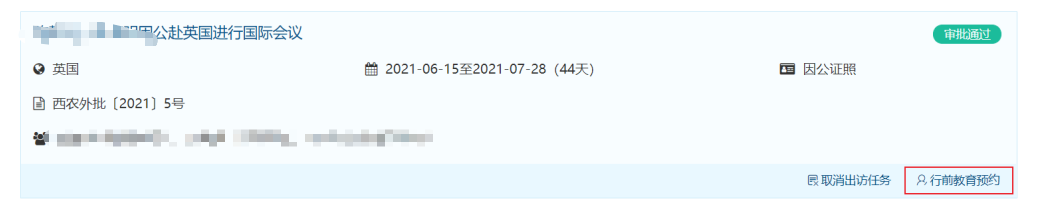 因公赴英国进行国际会议 审批通过
英国 2021-06-15至2021-07-28（44天） 因公证照
西农外批〔2021〕5号
取消出访任务 行前教育预约